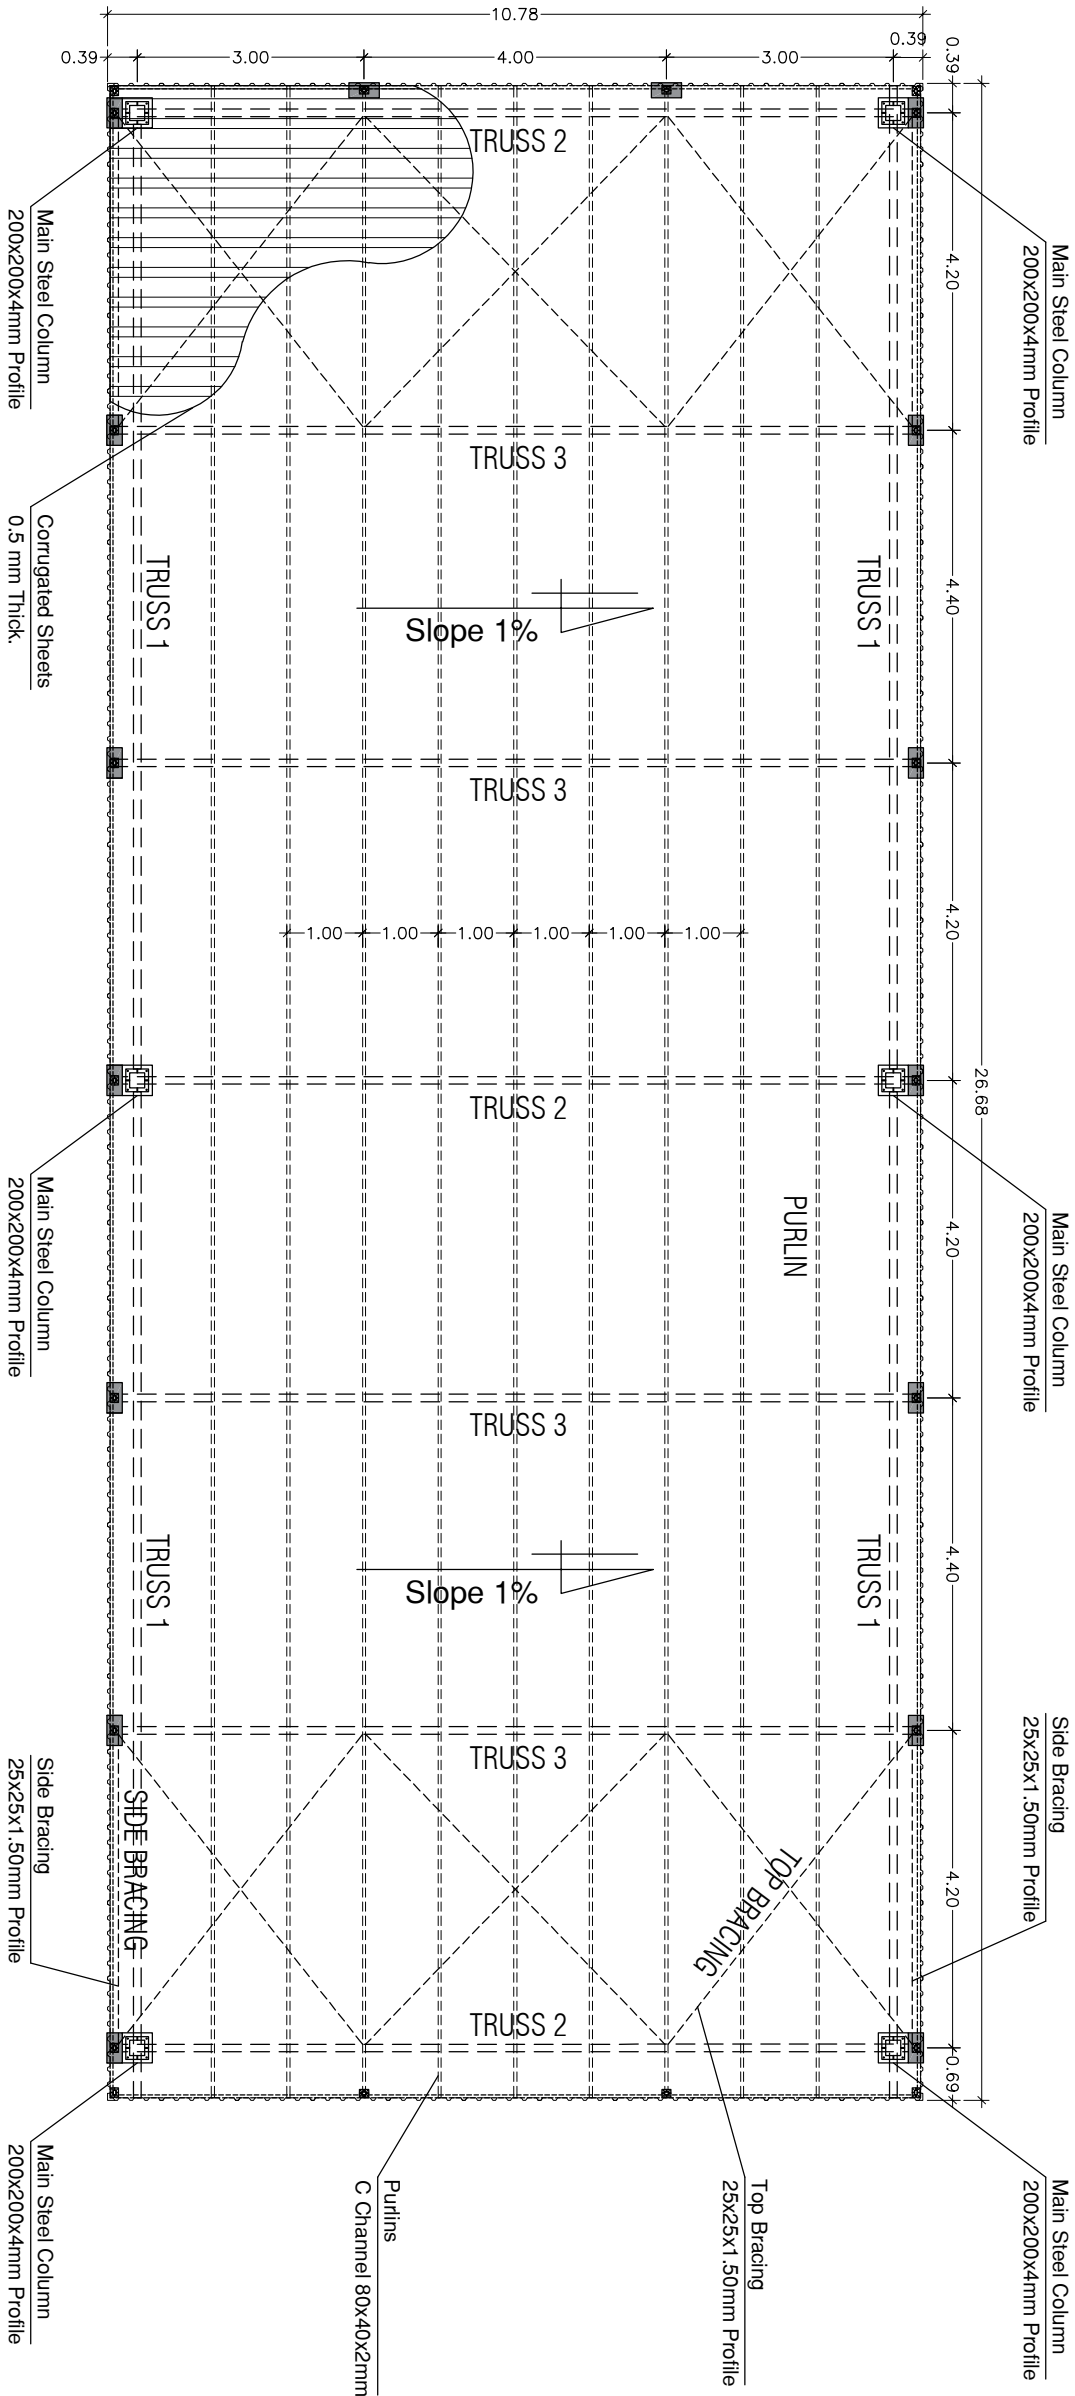 10.78
0.39
3.00
4.00
3.00
0.39
0.39
TRUSS 2
Main Steel Column
200x200x4mm Profile
Main Steel Column
200x200x4mm Profile
4.20
TRUSS 3
Corrugated Sheets
0.5 mm Thick.
TRUSS 1
TRUSS 1
4.40
Slope 1%
TRUSS 3
1.00
1.00
1.00
1.00
1.00
1.00
4.20
26.68
TRUSS 2
Main Steel Column
200x200x4mm Profile
PURLIN
Main Steel Column
200x200x4mm Profile
4.20
TRUSS 3
TRUSS 1
TRUSS 1
4.40
Slope 1%
TRUSS 3
Side Bracing
25x25x1.50mm Profile
SIDE BRACING
TOP BRACING
Side Bracing
25x25x1.50mm Profile
4.20
TRUSS 2
0.69
Main Steel Column
200x200x4mm Profile
Purlins
C Channel 80x40x2mm
Top Bracing
25x25x1.50mm Profile
Main Steel Column
200x200x4mm Profile